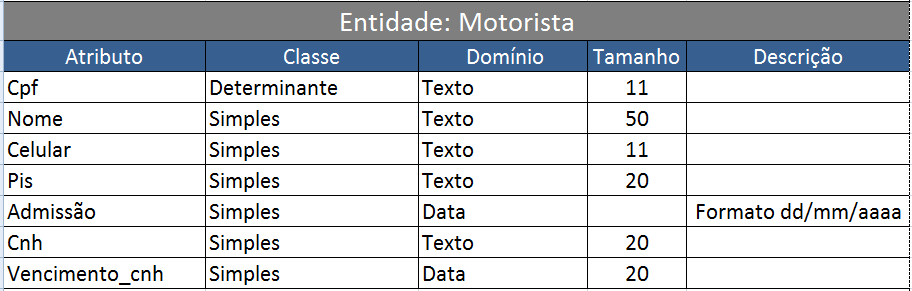 Entidade: Motorista
Atributo Classe Domínio Tamanho Descrição
Cpf Determinante Texto 11
Nome Simples Texto 50
Celular Simples Texto 11
Pis Simples Texto 20
Admissão Simples Data Formato dd/mm/aaaa
Cnh Simples Texto 20
Vencimento_cnh Simples Data 20